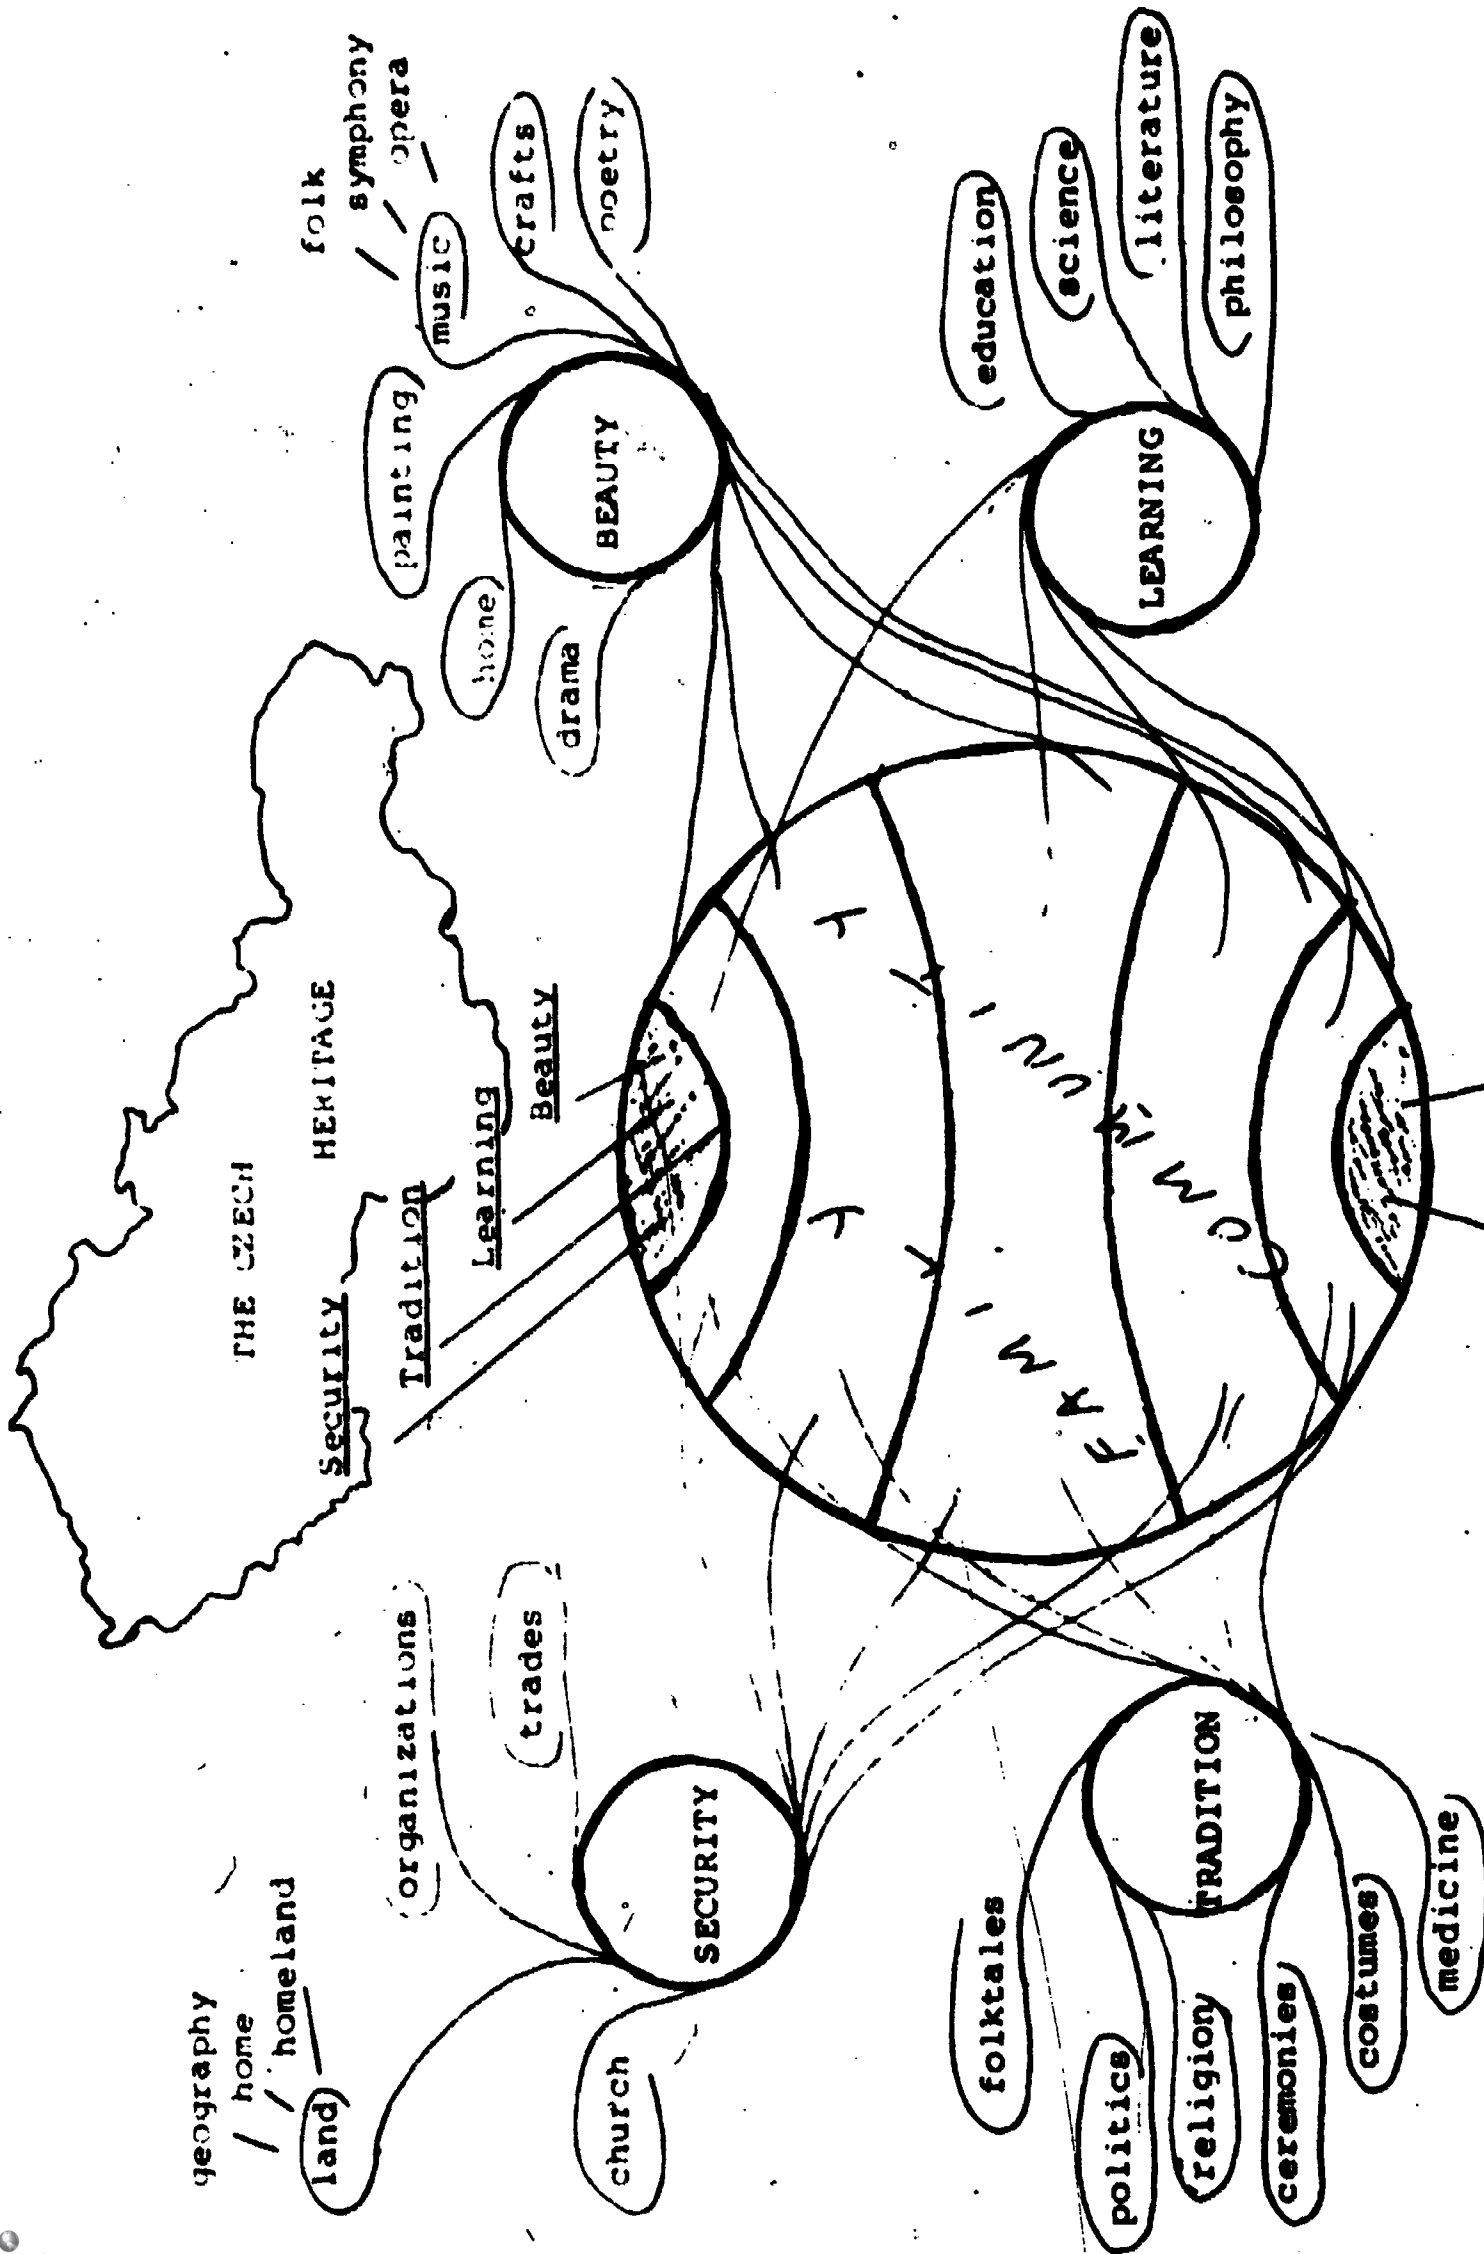 THE CZECH
HERITAGE
Security
Tradition
Learning
Beauty
geography
home
homeland
land
organizations
trades
church
SECURITY
folk
symphony
opera
music
painting
crafts
poetry
home
drama
BEAUTY
FAMILY
COMMUNITY
folktales
politics
religion
ceremonies
costumes
medicine
TRADITION
education
science
literature
philosophy
LEARNING